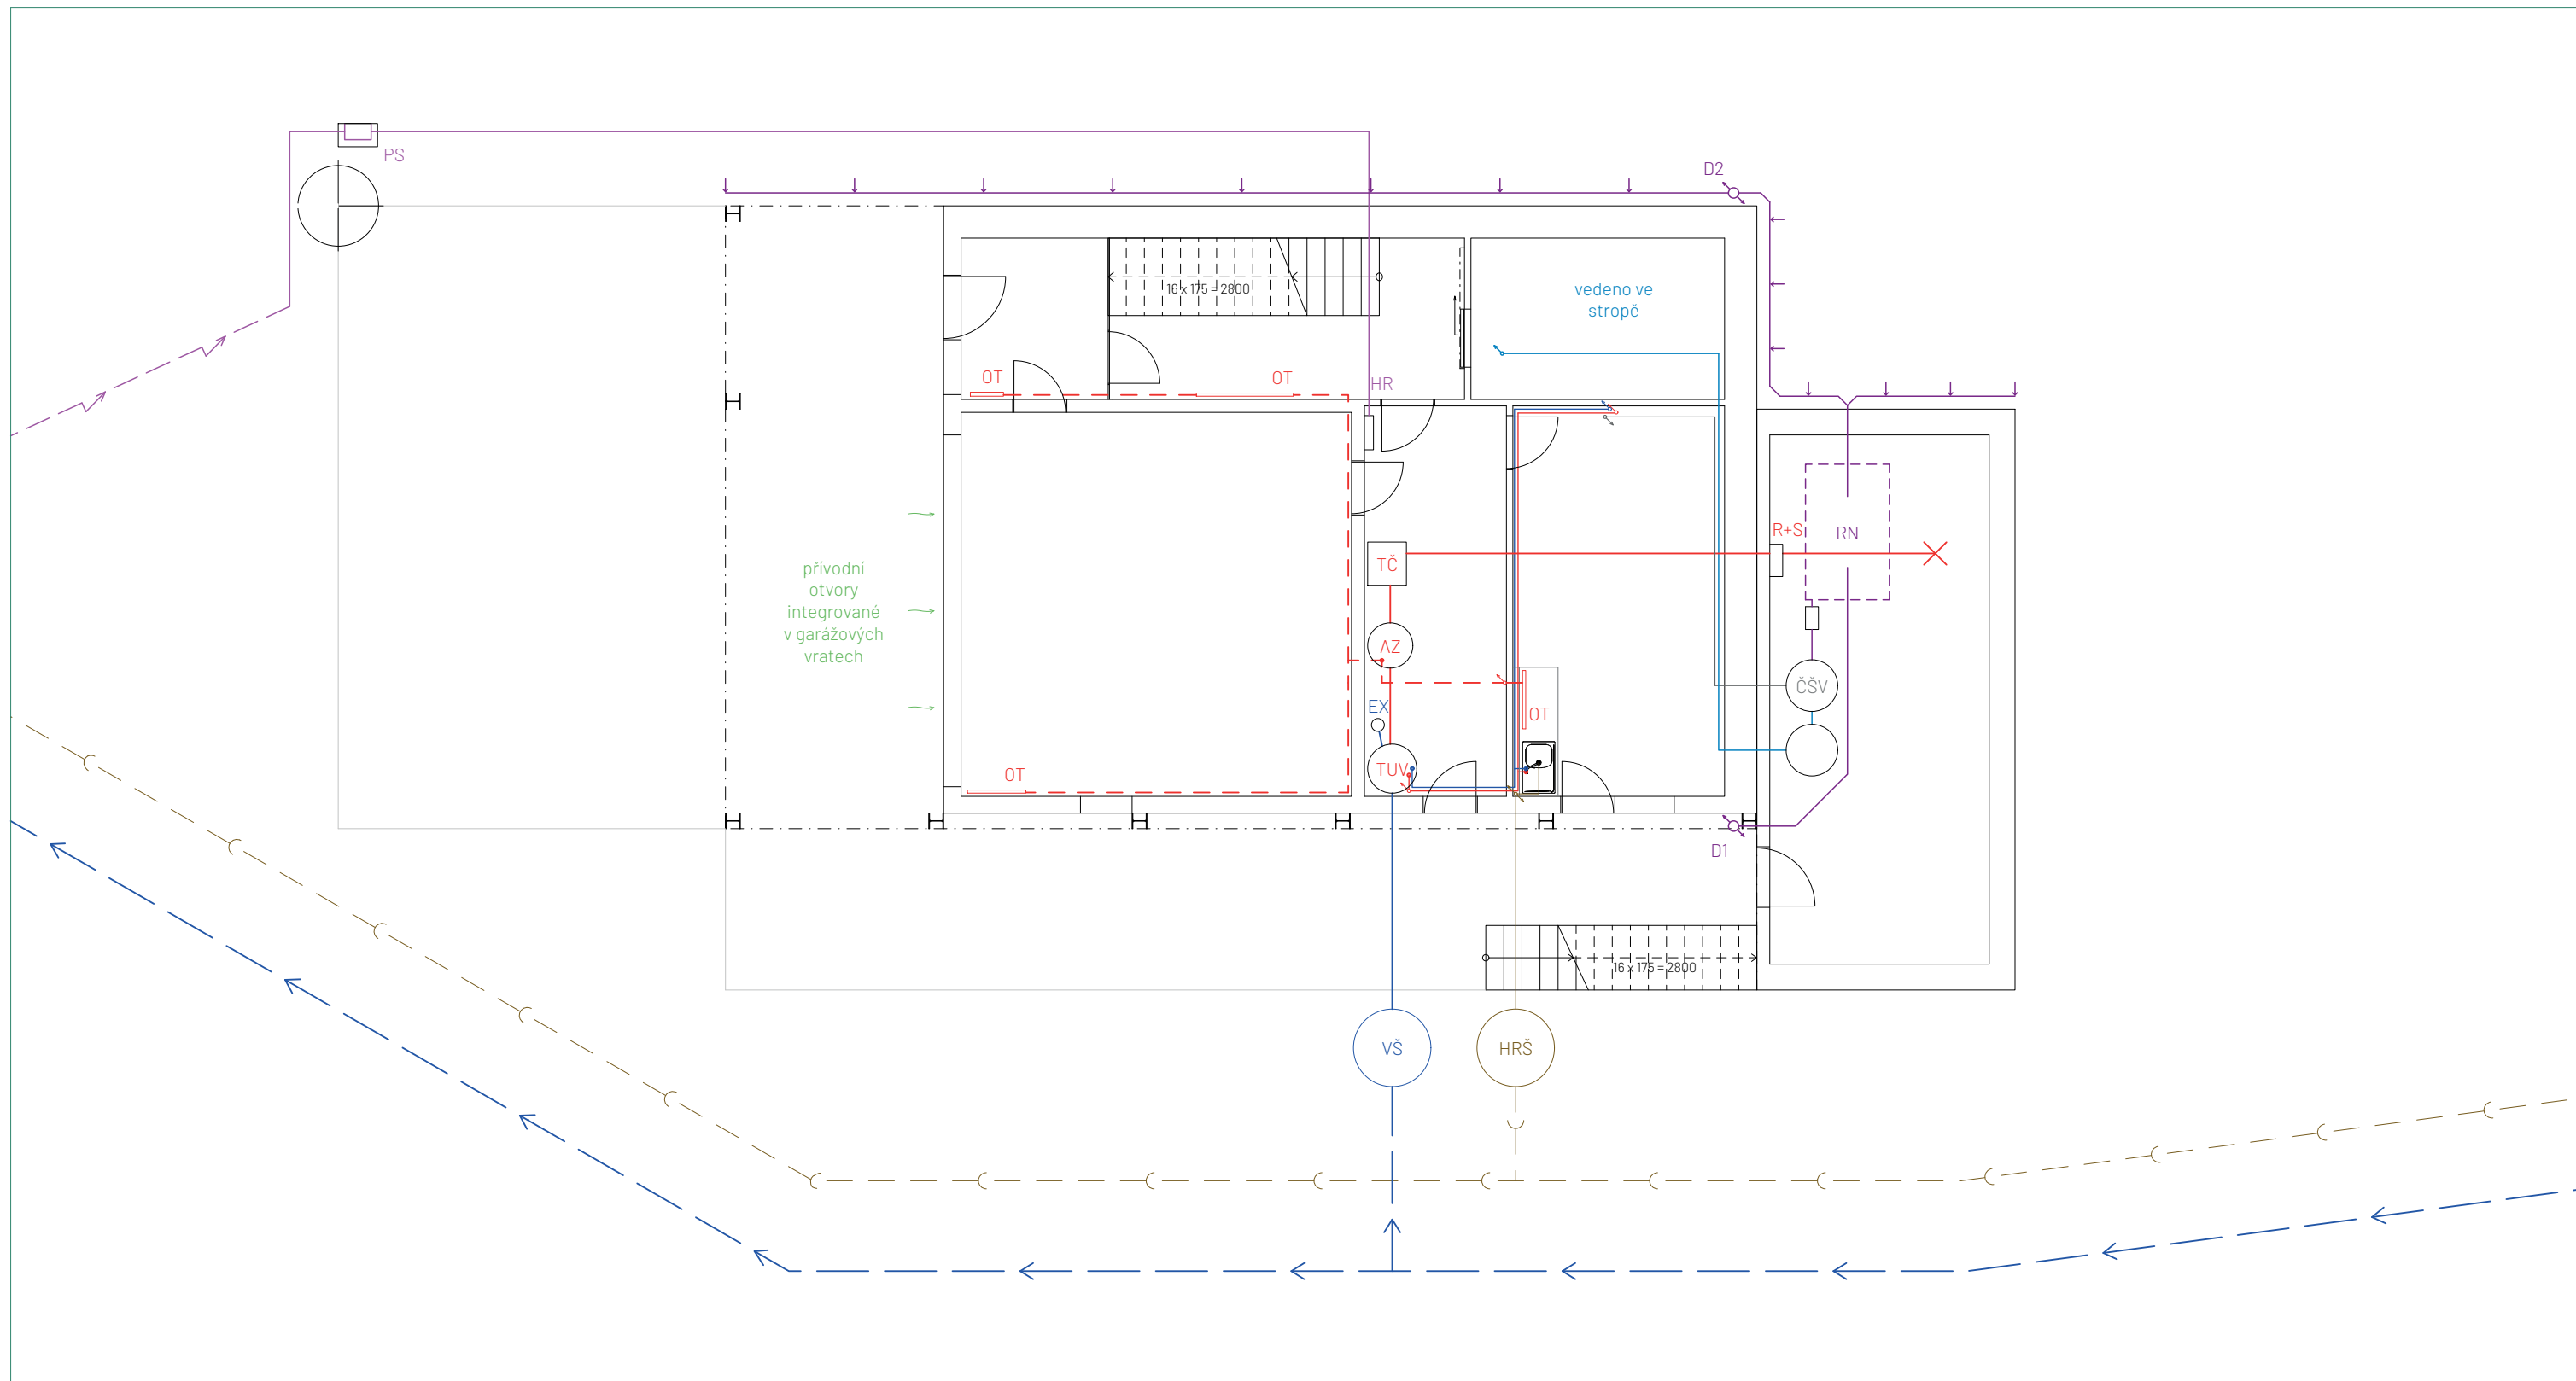 PS
D2
16 x 175 = 2800
vedeno ve
stropě
OT
OT
HR
R+S
RN
TČ
přívodní
otvory
integrované
v garážových
vratech
AZ
ČŠV
EX
OT
TUV
OT
D1
16 x 175 = 2800
VŠ
HRŠ